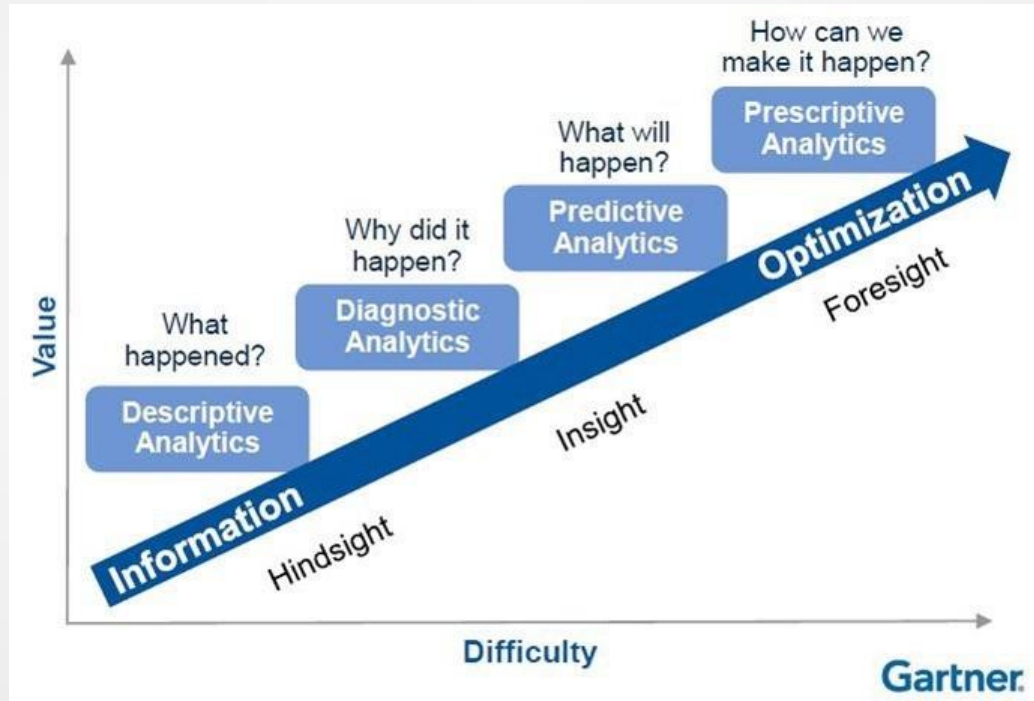 How can we
make it happen?
Prescriptive
Analytics
What will
happen?
Predictive
Analytics
Why did it
happen?
Diagnostic
Analytics
What
happened?
Descriptive
Analytics
Value
Information
Optimization
Hindsight
Insight
Foresight
Difficulty
Gartner.